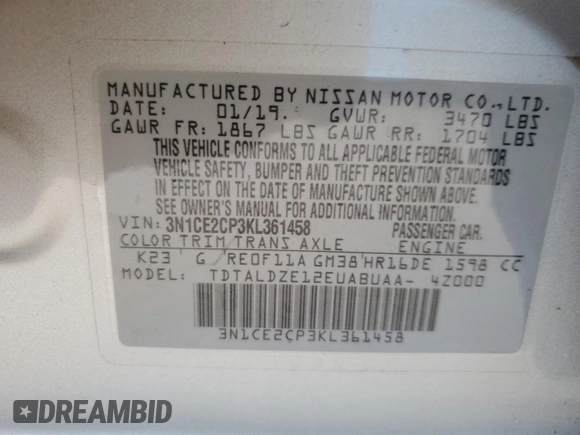 MANUFACTURED BY NISSAN MOTOR CO., LTD.
DATE: 01/19. GVWR: 3470 LBS
GAWR FR: 1867 LBS GAWR RR: 1704 LBS
THIS VEHICLE CONFORMS TO ALL APPLICABLE FEDERAL MOTOR
VEHICLE SAFETY, BUMPER AND THEFT PREVENTION STANDARDS
IN EFFECT ON THE DATE OF MANUFACTURE SHOWN ABOVE.
SEE OWNER'S MANUAL FOR ADDITIONAL INFORMATION.
VIN: 3N1CE2CP3KL361458 PASSENGER CAR
COLOR TRIM TRANS AXLE ENGINE
K23 G RE0F11A GM38 HR16DE 1598 CC
MODEL: TDTALDZE12EUABUAA- 4Z000
3N1CE2CP3KL361458
DREAMBID